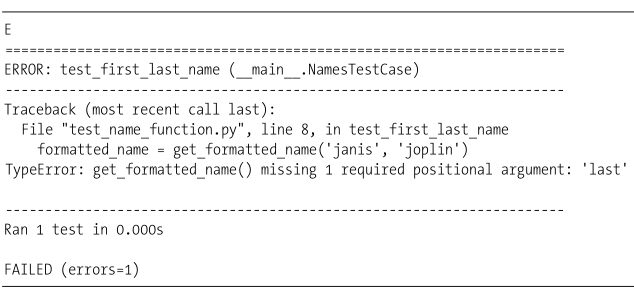 E
======================================================================
ERROR: test_first_last_name (__main__.NamesTestCase)
----------------------------------------------------------------------
Traceback (most recent call last):
  File "test_name_function.py", line 8, in test_first_last_name
    formatted_name = get_formatted_name('janis', 'joplin')
TypeError: get_formatted_name() missing 1 required positional argument: 'last'

----------------------------------------------------------------------
Ran 1 test in 0.000s

FAILED (errors=1)